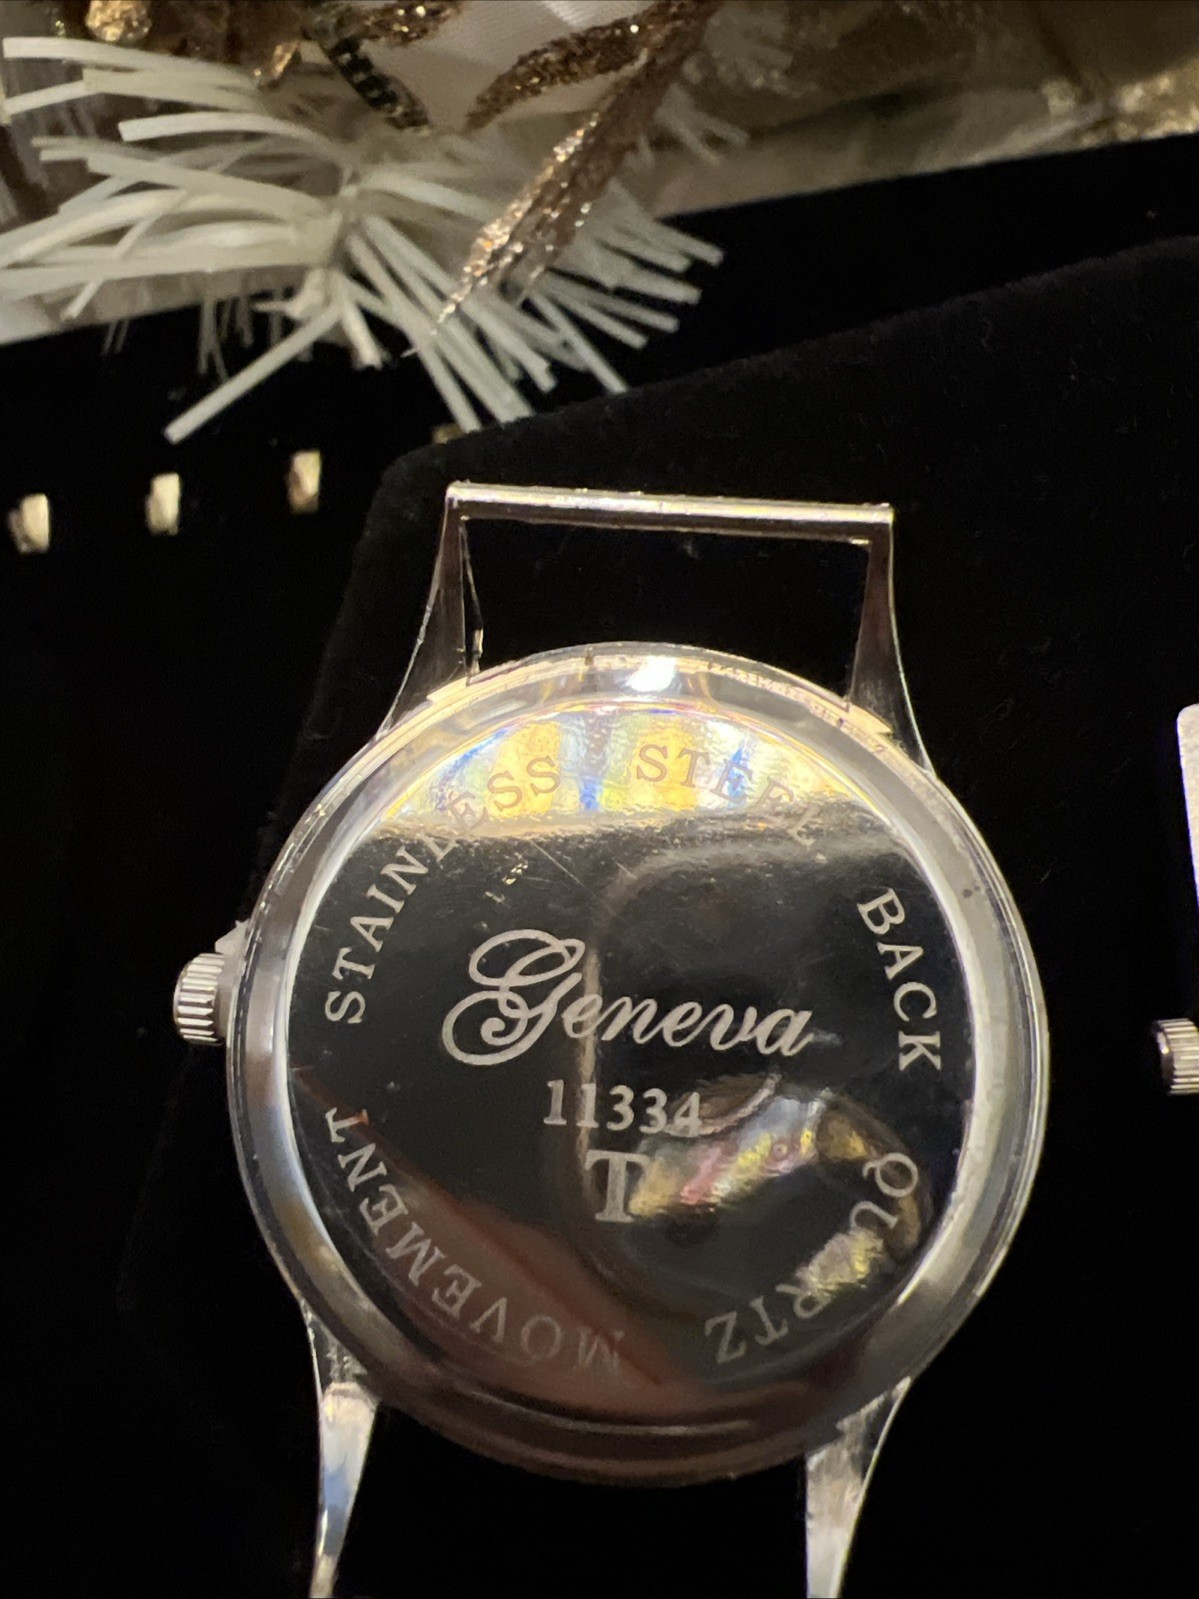 STAINLESS STEEL BACK
Geneva
11334
T
QUARTZ MOVEMENT